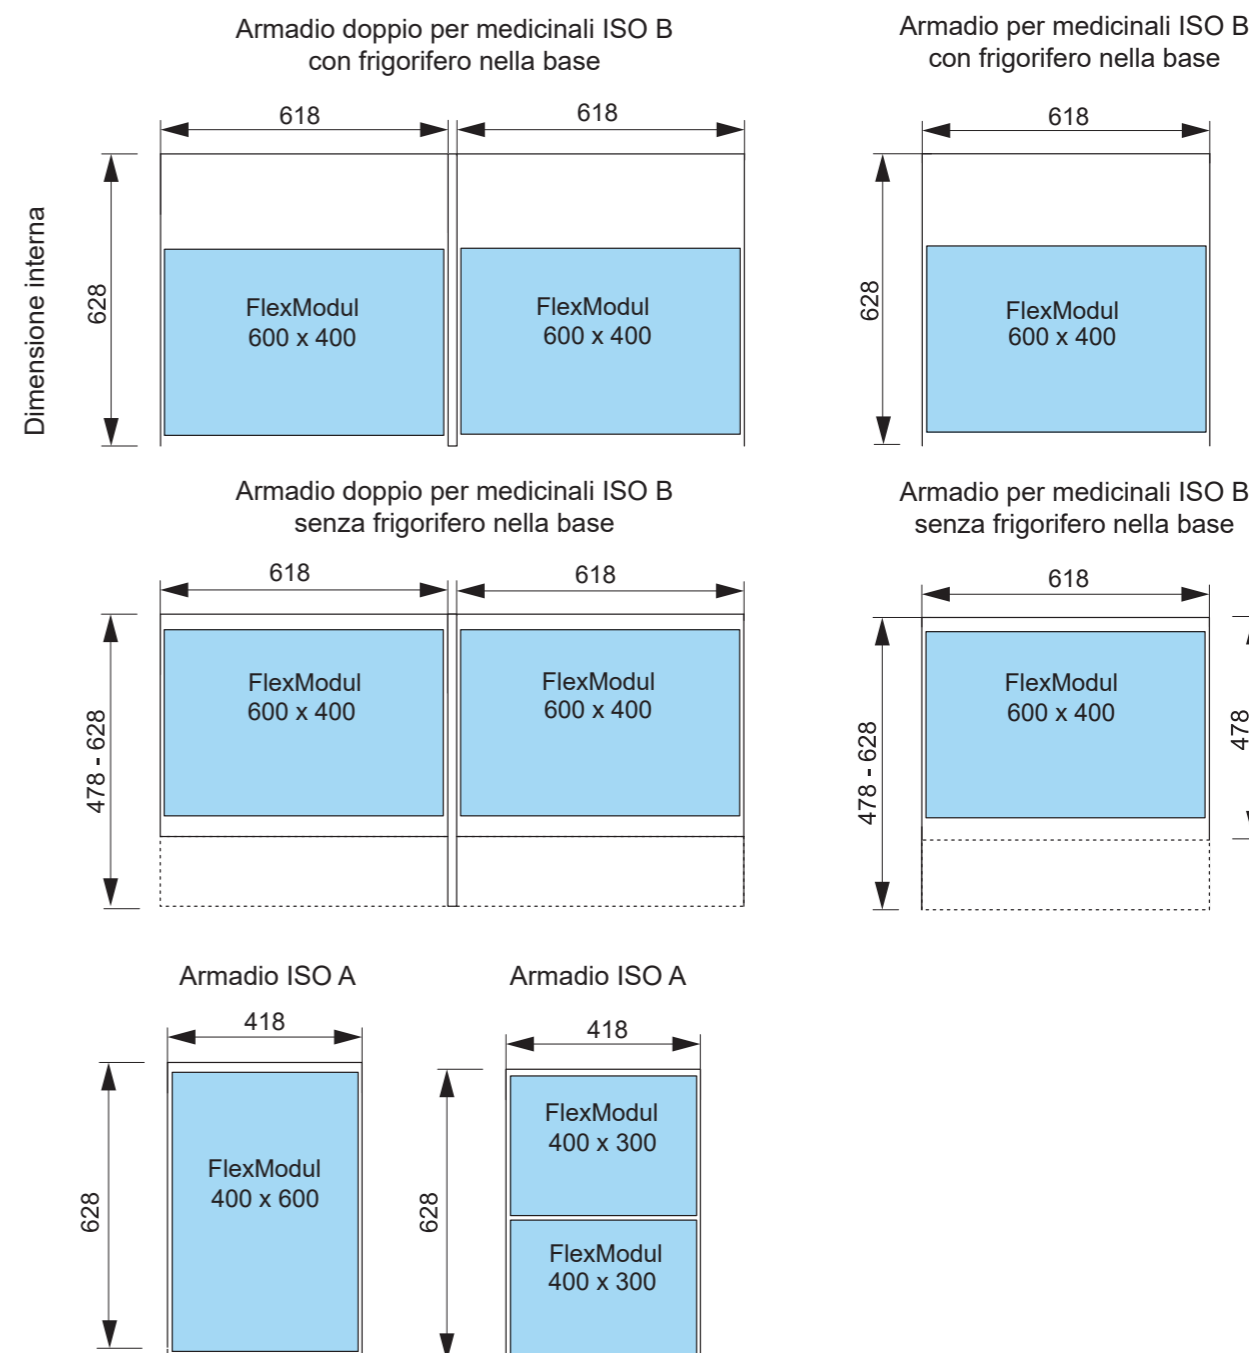 Armadio doppio per medicinali ISO B
con frigorifero nella base
Armadio per medicinali ISO B
con frigorifero nella base
618
618
618
Dimensione interna
628
FlexModul
600 x 400
FlexModul
600 x 400
628
FlexModul
600 x 400
Armadio doppio per medicinali ISO B
senza frigorifero nella base
Armadio per medicinali ISO B
senza frigorifero nella base
618
618
618
478 - 628
FlexModul
600 x 400
FlexModul
600 x 400
478 - 628
FlexModul
600 x 400
478
Armadio ISO A
Armadio ISO A
418
418
628
FlexModul
400 x 600
628
FlexModul
400 x 300
FlexModul
400 x 300